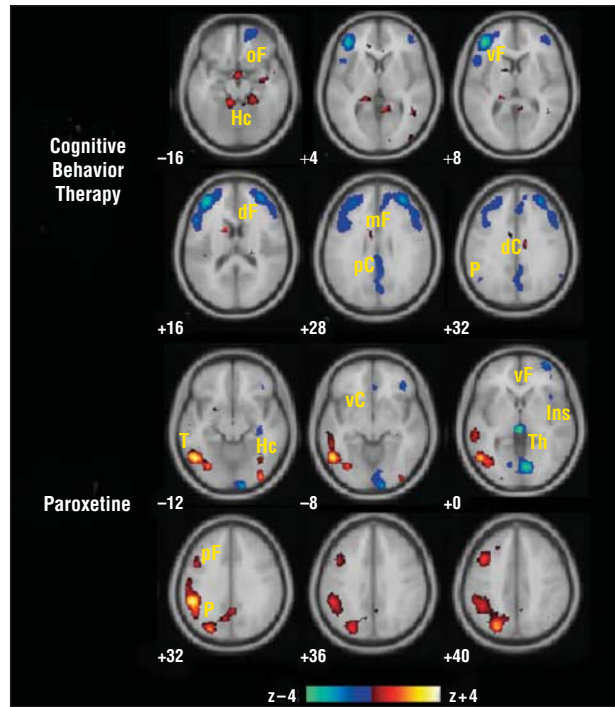 oF
vF
Hc
Cognitive
Behavior
Therapy
−16
+4
+8
dF
mF
dC
pC
P
+16
+28
+32
vF
vC
Ins
T
Hc
Th
Paroxetine
−12
−8
+0
pF
P
+32
+36
+40
z−4
z+4